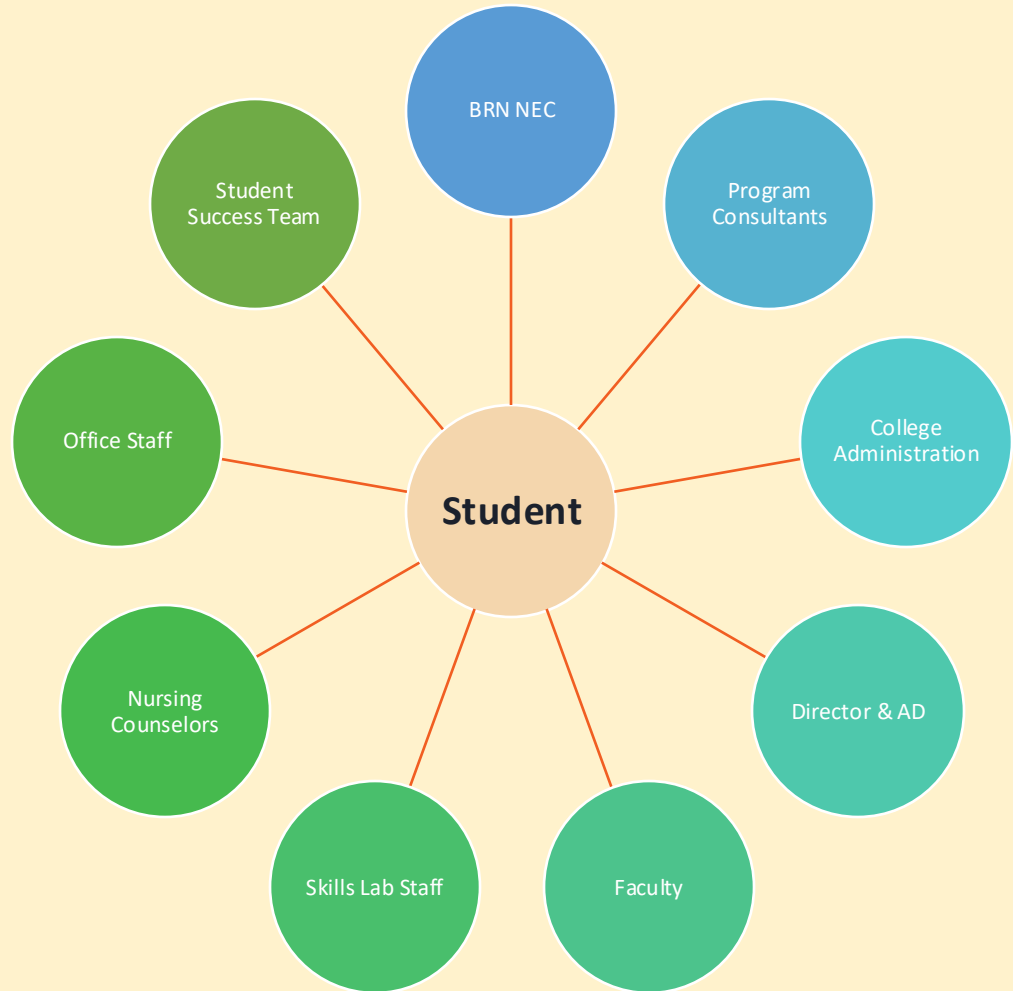 BRN NEC
Program
Consultants
College
Administration
Director & AD
Faculty
Skills Lab Staff
Nursing
Counselors
Office Staff
Student
Success Team
Student